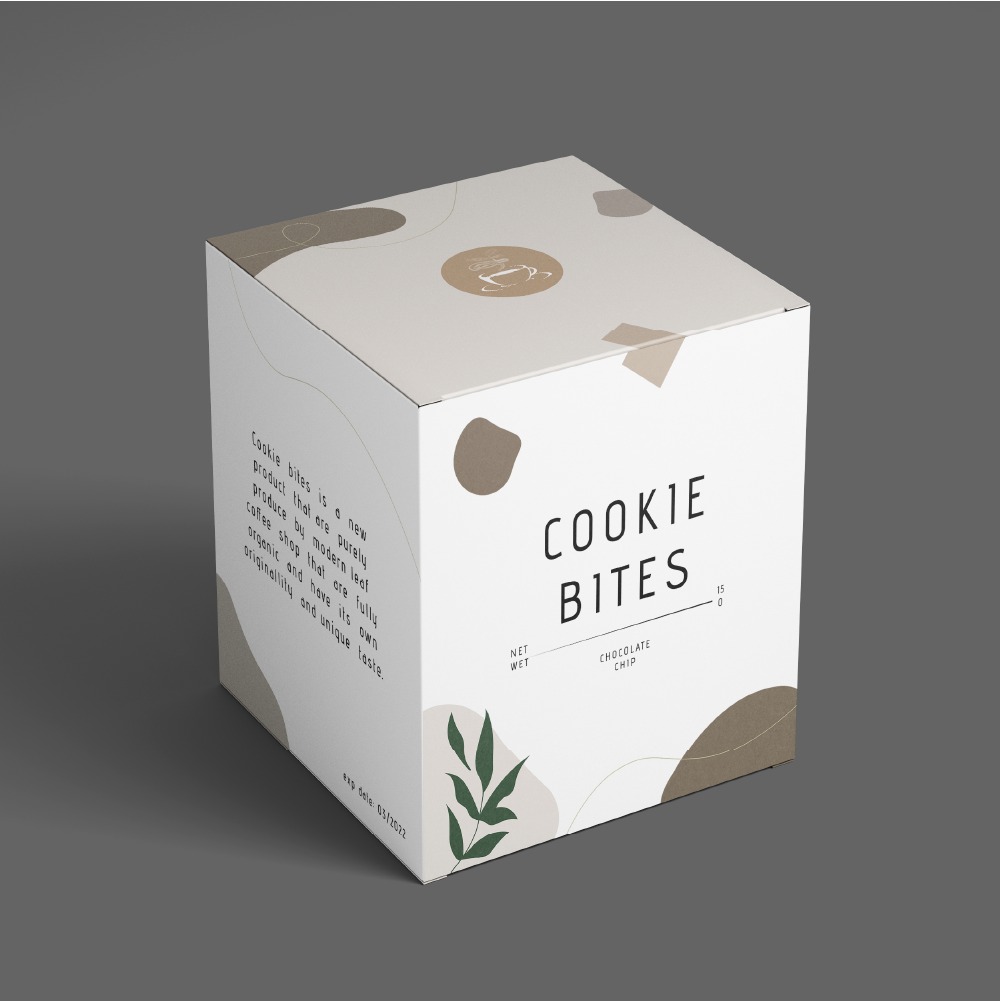 Cookie bites is a new
product that are purely
produce by modern leaf
coffee shop that are fully
organic and have its own
originallity and unique taste.
exp date: 03/2022
COOKIE
BITES
15
0
NET
WET
CHOCOLATE
CHIP